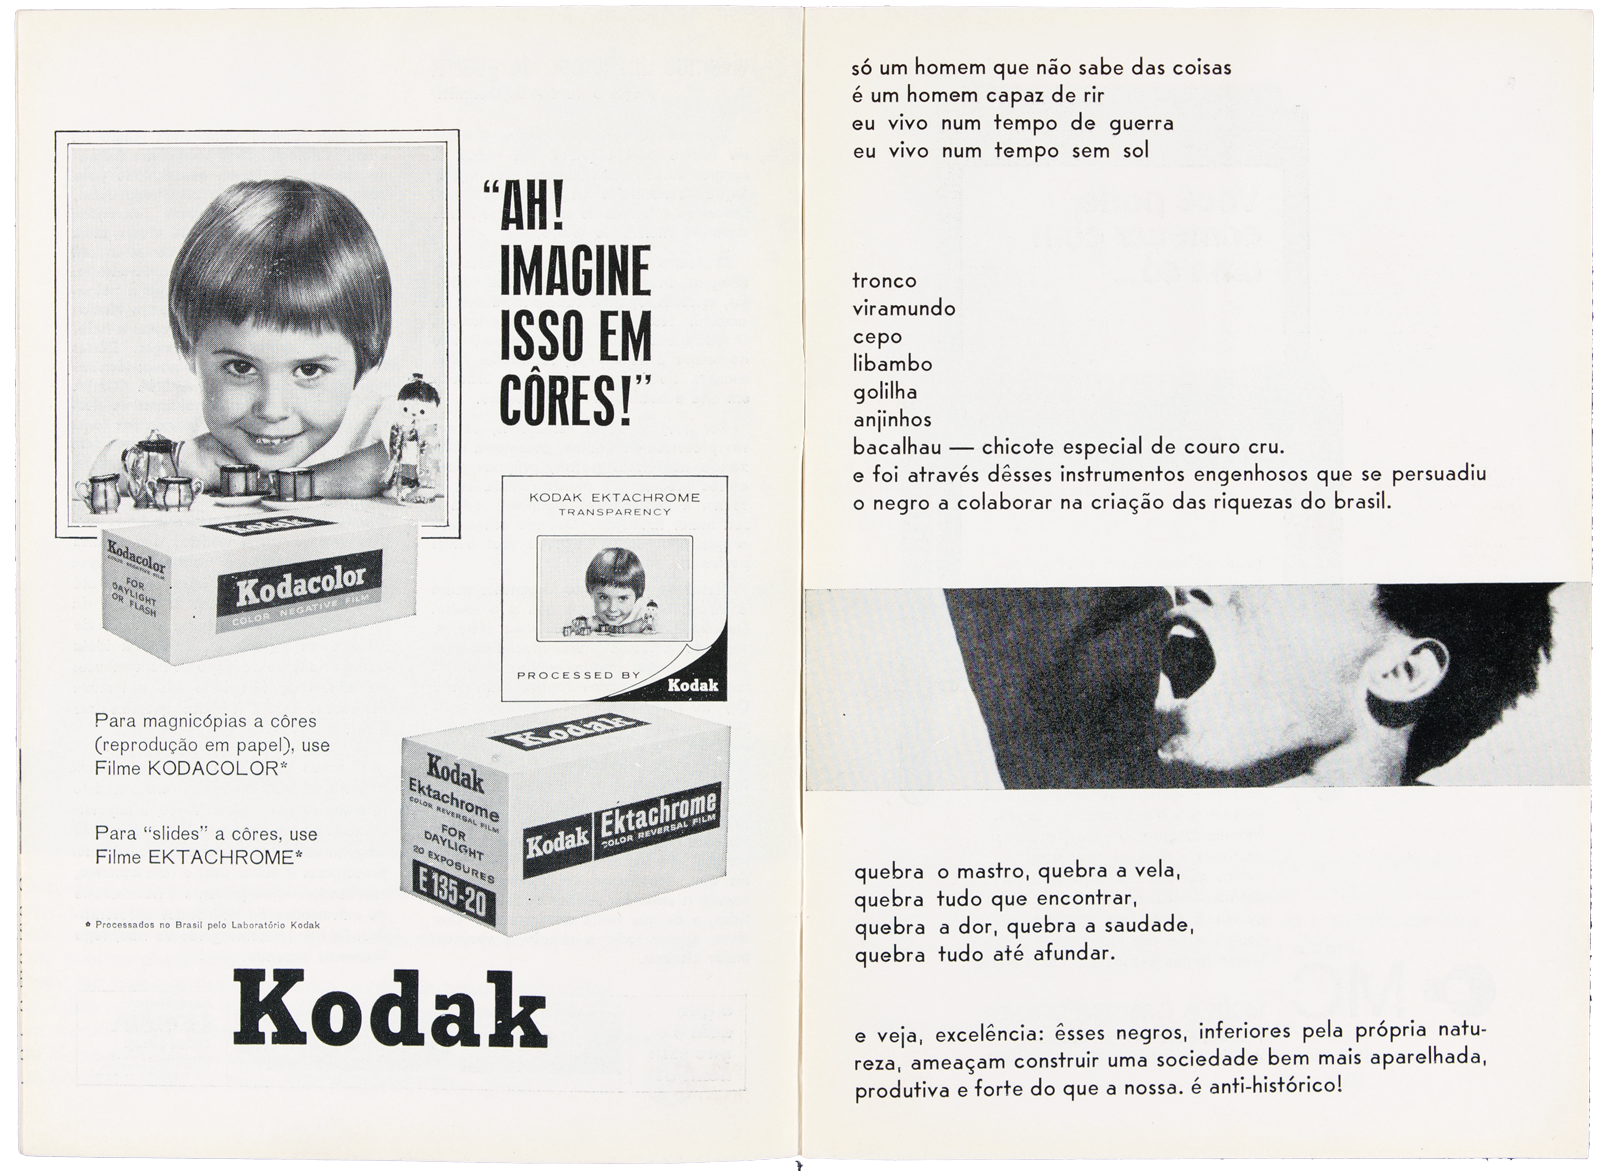 “AH!
IMAGINE
ISSO EM
CÔRES!”
Kodak
Kodacolor
COLOR NEGATIVE FILM
FOR
DAYLIGHT
OR FLASH
Kodacolor
COLOR NEGATIVE FILM
KODAK EKTACHROME
TRANSPARENCY
PROCESSED BY
Kodak
Para magnicópias a côres
(reprodução em papel), use
Filme KODACOLOR*
Para “slides” a côres, use
Filme EKTACHROME*
Kodak
Kodak
Ektachrome
COLOR REVERSAL FILM
FOR
DAYLIGHT
20 EXPOSURES
E 135-20
Kodak Ektachrome
COLOR REVERSAL FILM
* Processados no Brasil pelo Laboratório Kodak
Kodak
só um homem que não sabe das coisas
é um homem capaz de rir
eu vivo num tempo de guerra
eu vivo num tempo sem sol
tronco
viramundo
cepo
libambo
golilha
anjinhos
bacalhau — chicote especial de couro cru.
e foi através dêsses instrumentos engenhosos que se persuadiu
o negro a colaborar na criação das riquezas do brasil.
quebra o mastro, quebra a vela,
quebra tudo que encontrar,
quebra a dor, quebra a saudade,
quebra tudo até afundar.
e veja, excelência: êsses negros, inferiores pela própria natu-
reza, ameaçam construir uma sociedade bem mais aparelhada,
produtiva e forte do que a nossa. é anti-histórico!